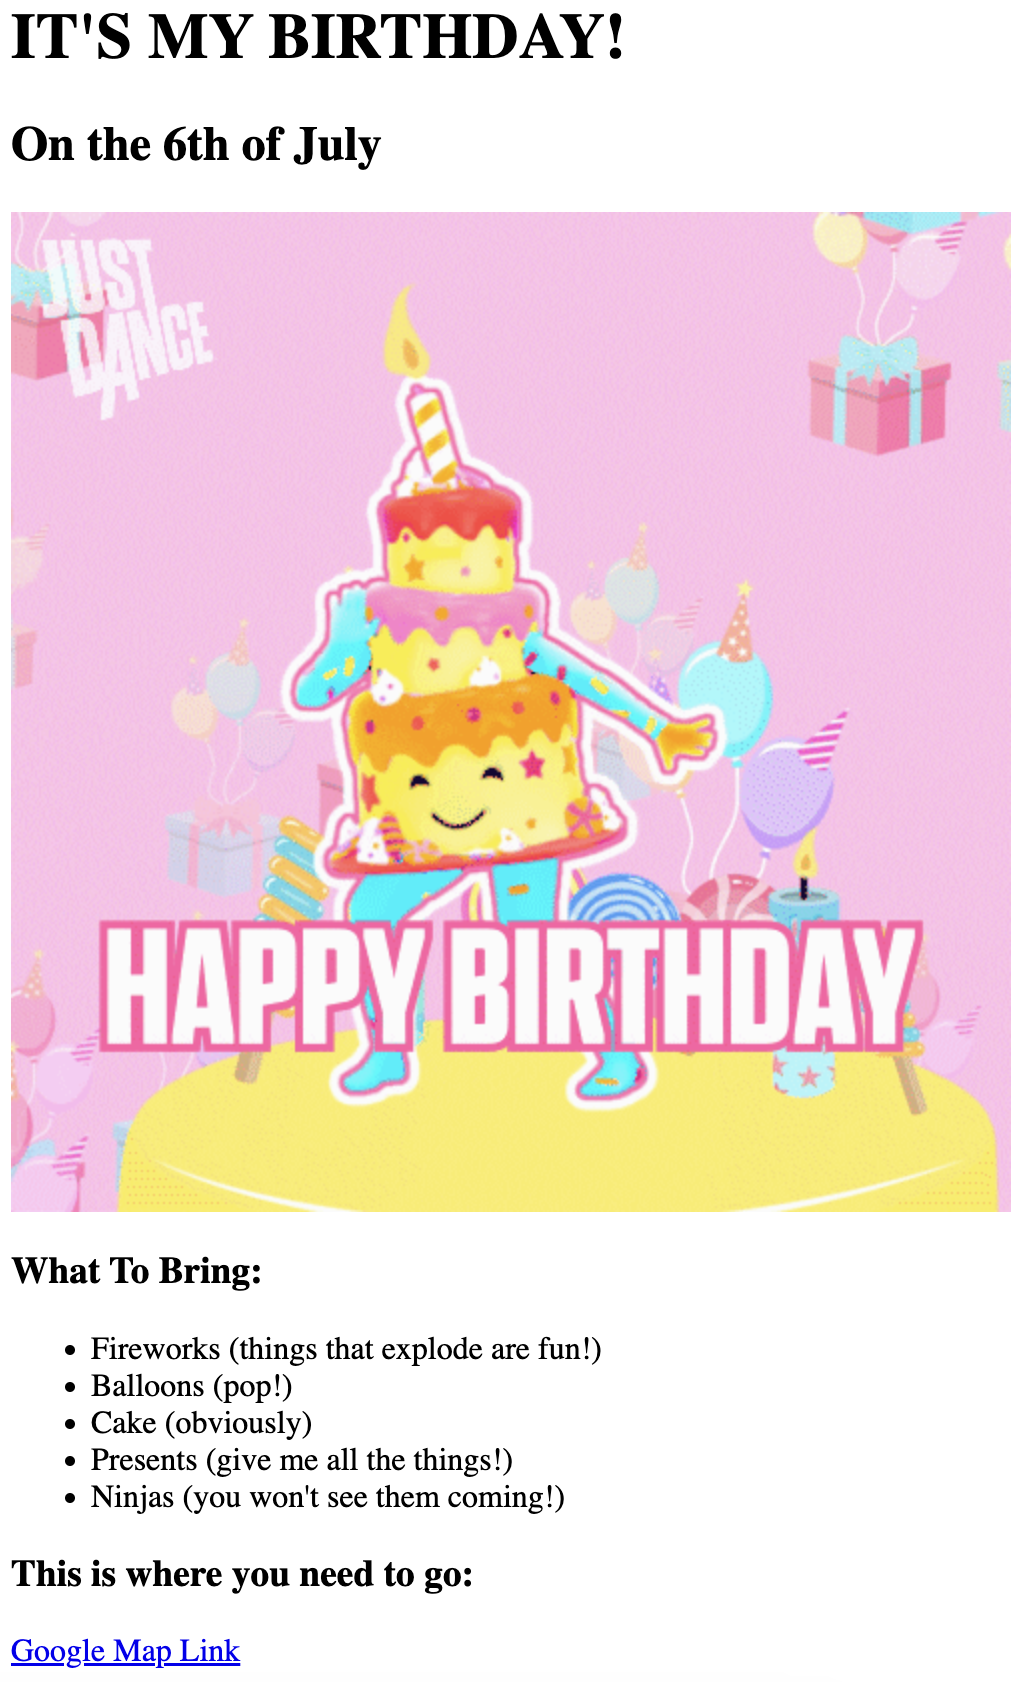 IT'S MY BIRTHDAY!
On the 6th of July
JUST
DANCE
HAPPY BIRTHDAY
What To Bring:
• Fireworks (things that explode are fun!)
• Balloons (pop!)
• Cake (obviously)
• Presents (give me all the things!)
• Ninjas (you won't see them coming!)
This is where you need to go:
Google Map Link